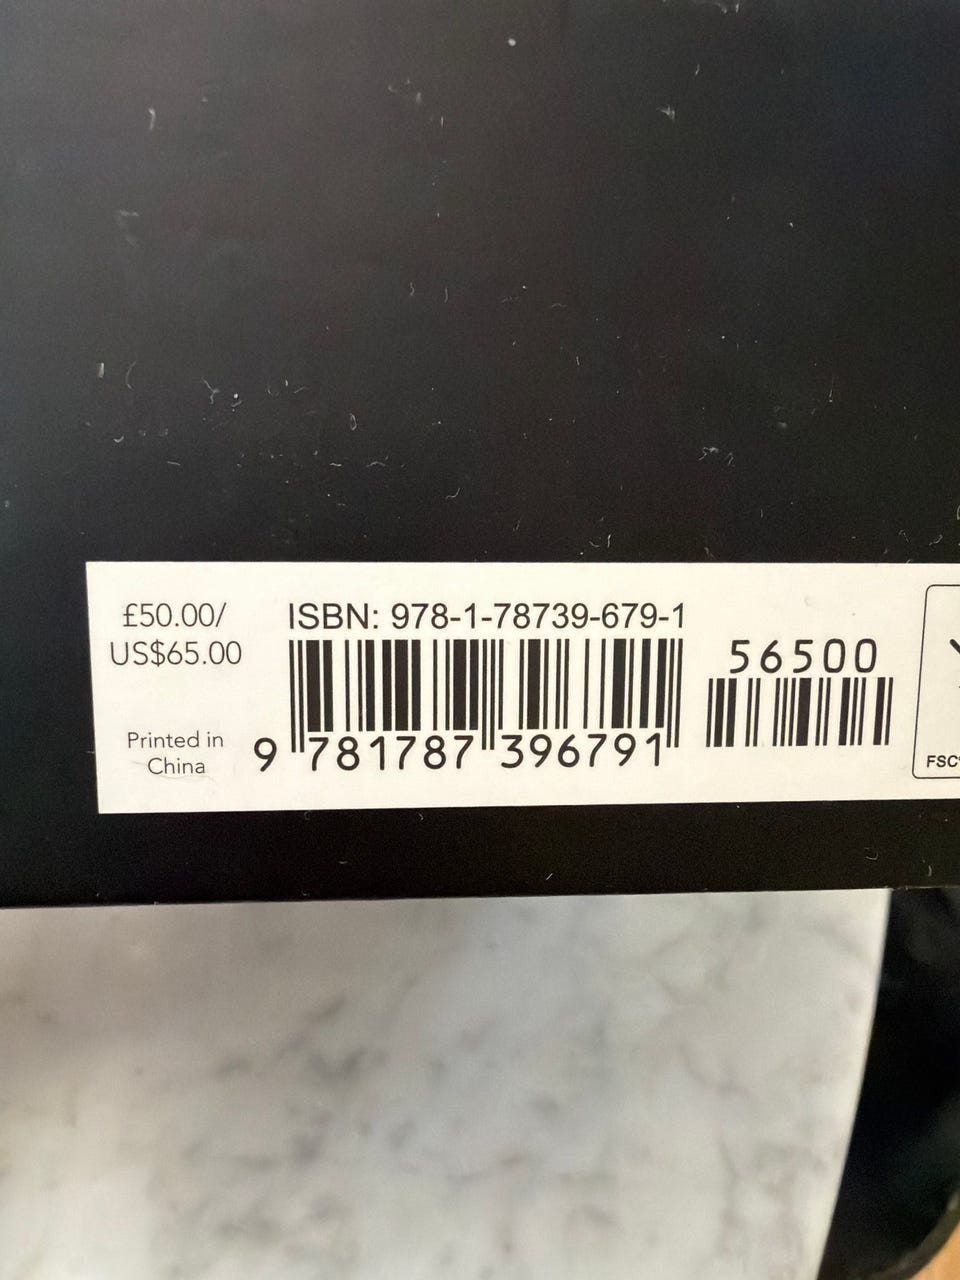 £50.00/
US$65.00
Printed in
China
ISBN: 978-1-78739-679-1
9 781787 396791
56500
FSC